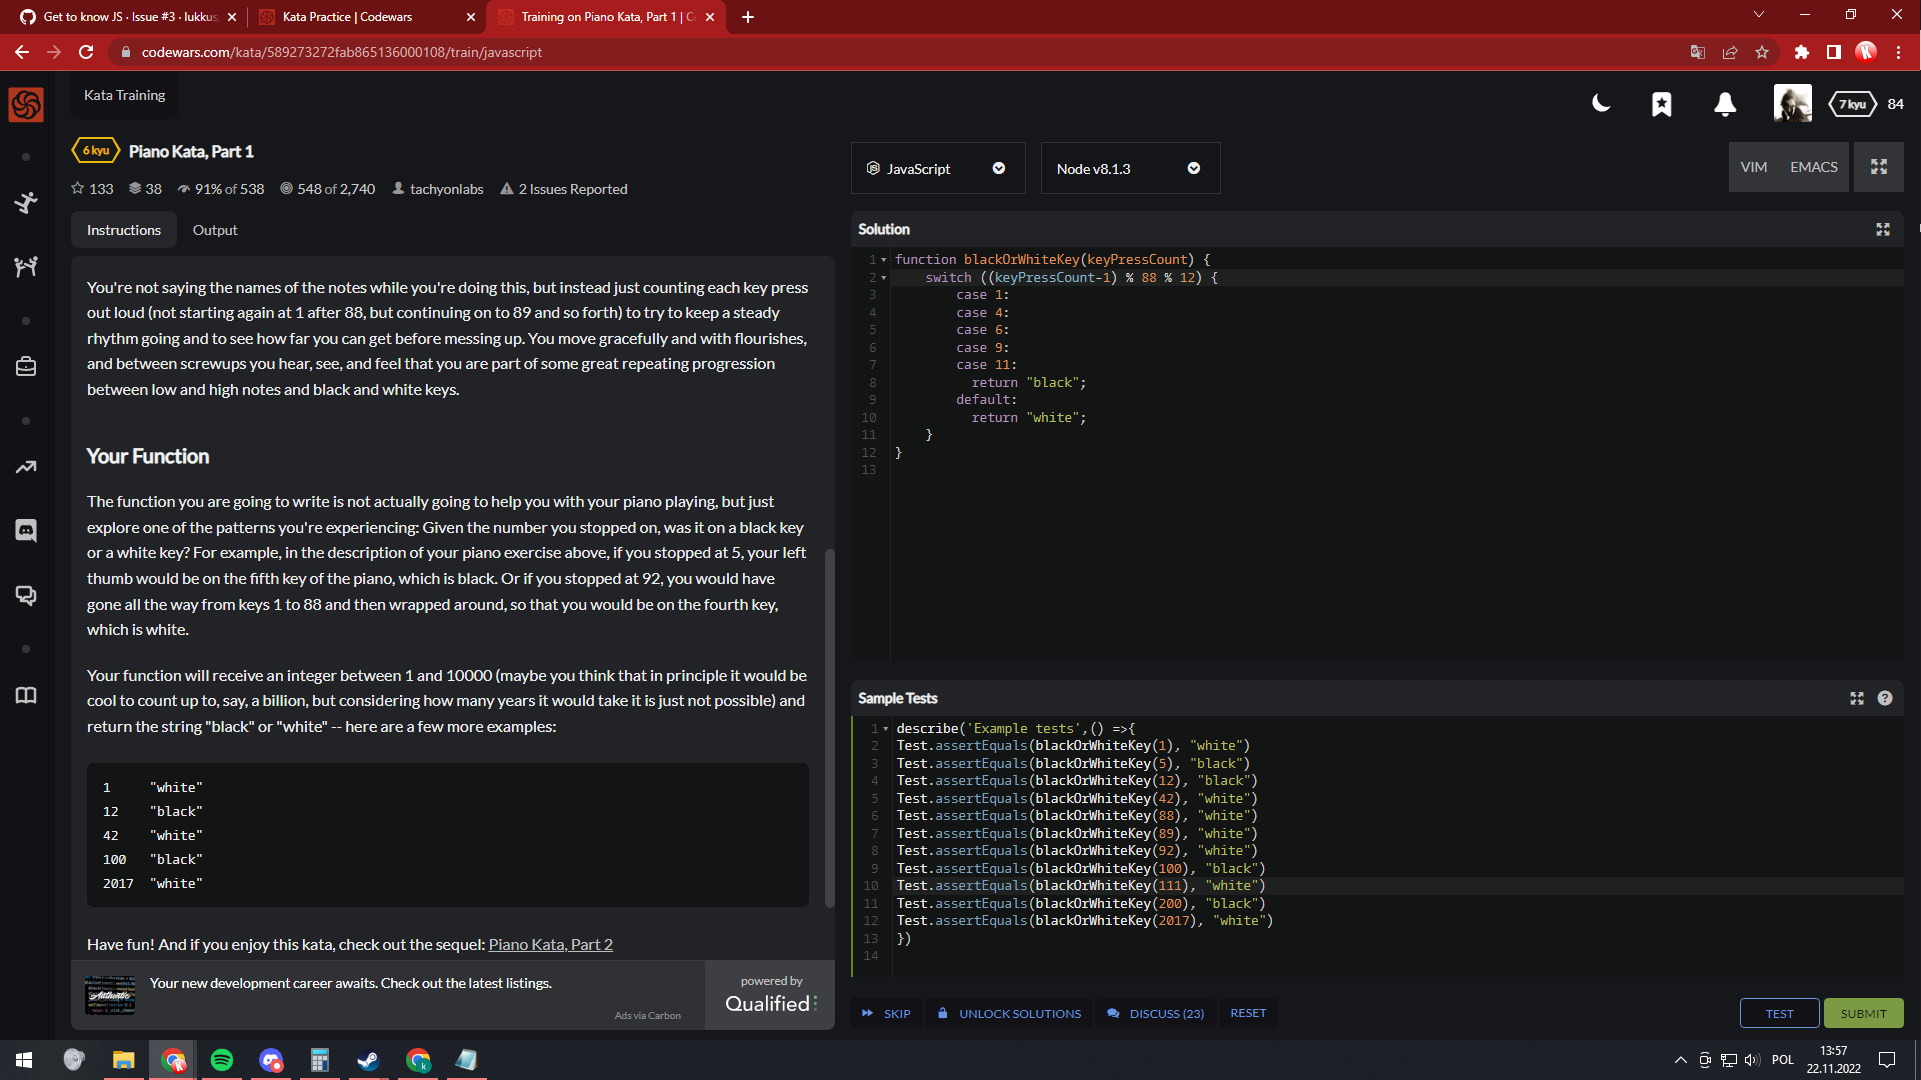 Get to know JS · Issue #3 · lukkus
Kata Practice | Codewars
Training on Piano Kata, Part 1 | C
codewars.com/kata/589273272fab865136000108/train/javascript
Kata Training
7 kyu
84
6 kyu
Piano Kata, Part 1
133
38
91% of 538
548 of 2,740
tachyonlabs
2 Issues Reported
Instructions
Output
You're not saying the names of the notes while you're doing this, but instead just counting each key press
out loud (not starting again at 1 after 88, but continuing on to 89 and so forth) to try to keep a steady
rhythm going and to see how far you can get before messing up. You move gracefully and with flourishes,
and between screwups you hear, see, and feel that you are part of some great repeating progression
between low and high notes and black and white keys.
Your Function
The function you are going to write is not actually going to help you with your piano playing, but just
explore one of the patterns you're experiencing: Given the number you stopped on, was it on a black key
or a white key? For example, in the description of your piano exercise above, if you stopped at 5, your left
thumb would be on the fifth key of the piano, which is black. Or if you stopped at 92, you would have
gone all the way from keys 1 to 88 and then wrapped around, so that you would be on the fourth key,
which is white.
Your function will receive an integer between 1 and 10000 (maybe you think that in principle it would be
cool to count up to, say, a billion, but considering how many years it would take it is just not possible) and
return the string "black" or "white" -- here are a few more examples:
1 "white"
12 "black"
42 "white"
100 "black"
2017 "white"
Have fun! And if you enjoy this kata, check out the sequel: Piano Kata, Part 2
Authentic
Your new development career awaits. Check out the latest listings.
Ads via Carbon
powered by
Qualified
JavaScript
Node v8.1.3
VIM
EMACS
Solution
1 function blackOrWhiteKey(keyPressCount) {
2 switch ((keyPressCount-1) % 88 % 12) {
3 case 1:
4 case 4:
5 case 6:
6 case 9:
7 case 11:
8 return "black";
9 default:
10 return "white";
11 }
12 }
13
Sample Tests
?
1 describe('Example tests',() =>{
2 Test.assertEquals(blackOrWhiteKey(1), "white")
3 Test.assertEquals(blackOrWhiteKey(5), "black")
4 Test.assertEquals(blackOrWhiteKey(12), "black")
5 Test.assertEquals(blackOrWhiteKey(42), "white")
6 Test.assertEquals(blackOrWhiteKey(88), "white")
7 Test.assertEquals(blackOrWhiteKey(89), "white")
8 Test.assertEquals(blackOrWhiteKey(92), "white")
9 Test.assertEquals(blackOrWhiteKey(100), "black")
10 Test.assertEquals(blackOrWhiteKey(111), "white")
11 Test.assertEquals(blackOrWhiteKey(200), "black")
12 Test.assertEquals(blackOrWhiteKey(2017), "white")
13 })
14
SKIP
UNLOCK SOLUTIONS
DISCUSS (23)
RESET
TEST
SUBMIT
POL
13:57
22.11.2022